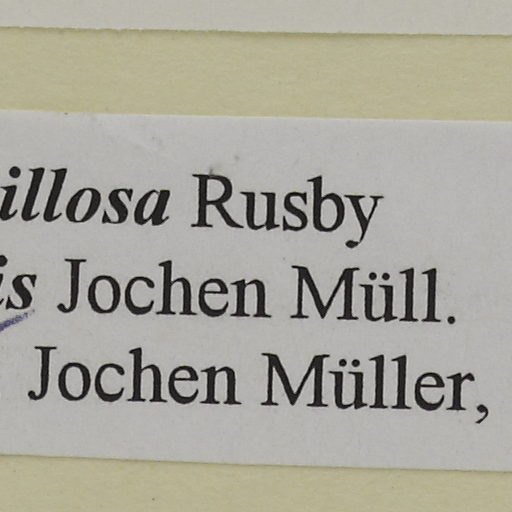 illosa Rusby
is Jochen Müll.
Jochen Müller,